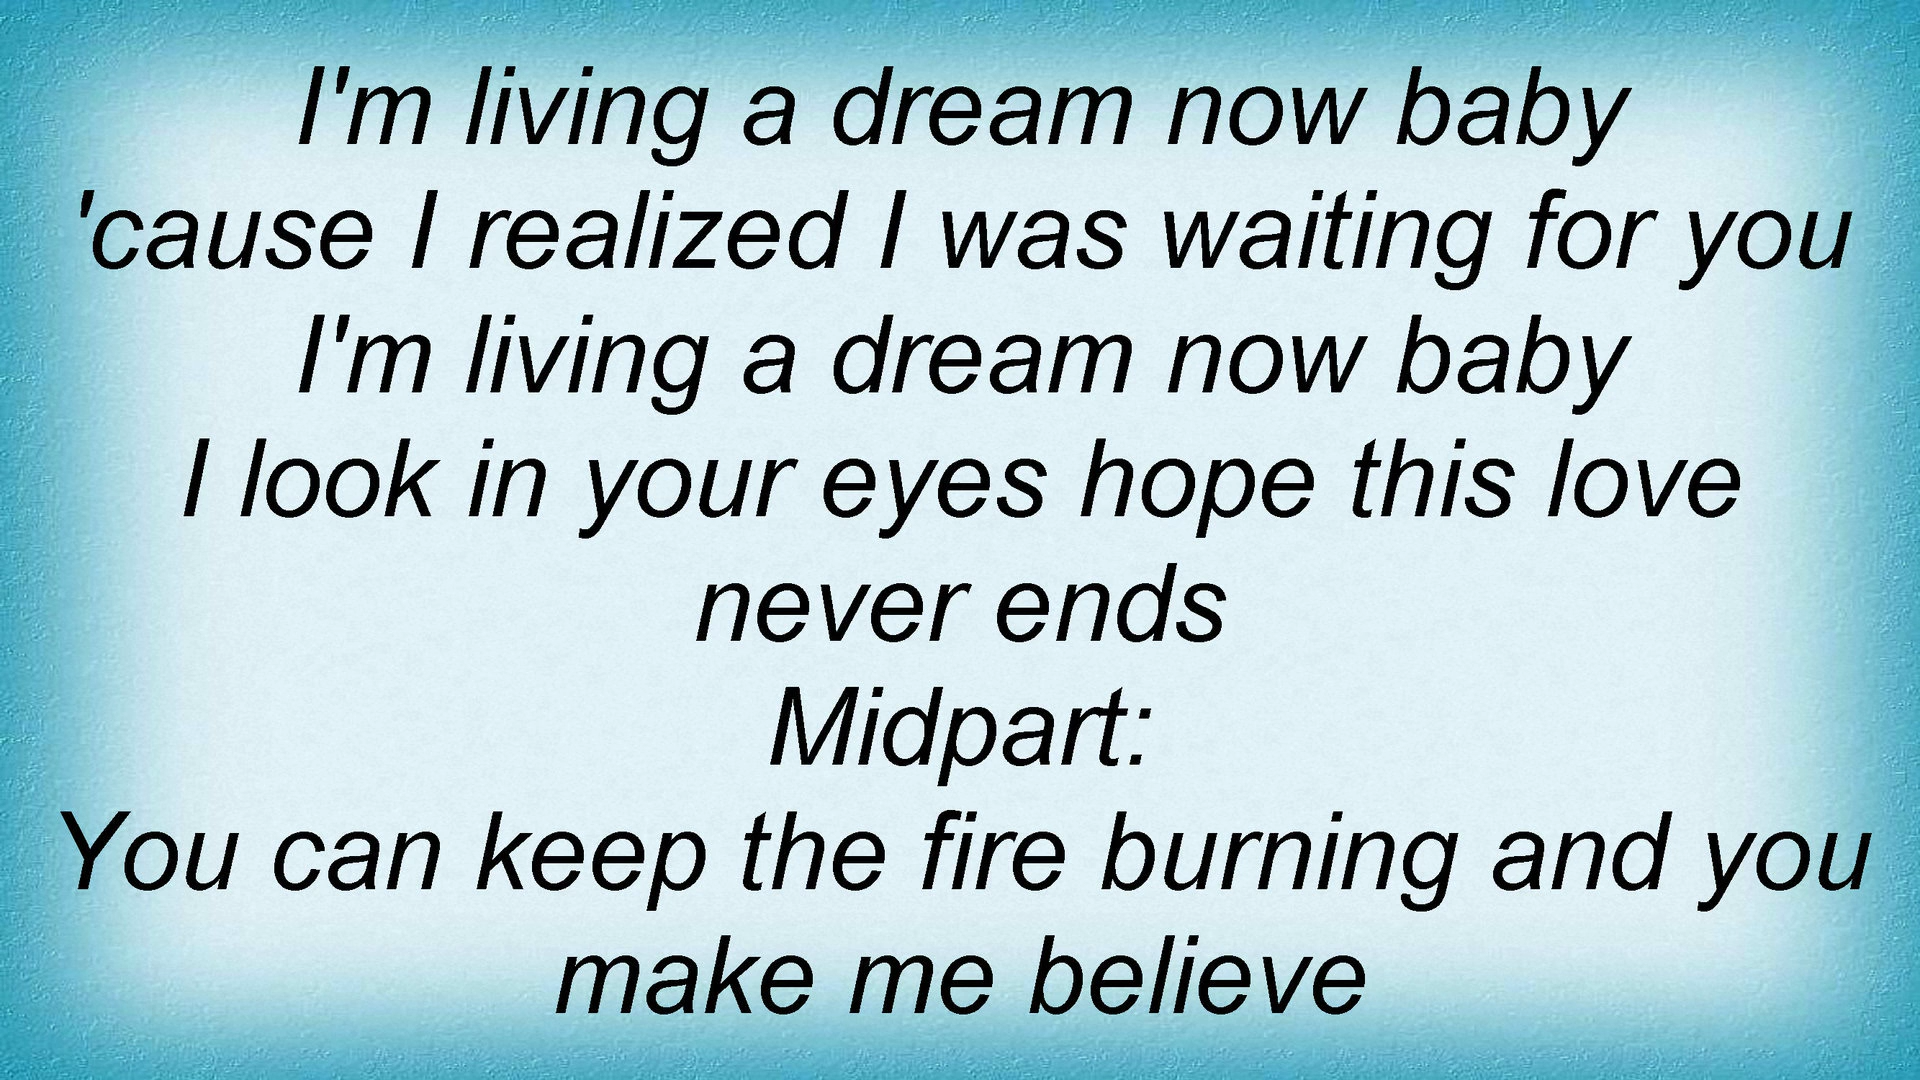 I'm living a dream now baby
'cause I realized I was waiting for you
I'm living a dream now baby
I look in your eyes hope this love
never ends
Midpart:
You can keep the fire burning and you
make me believe